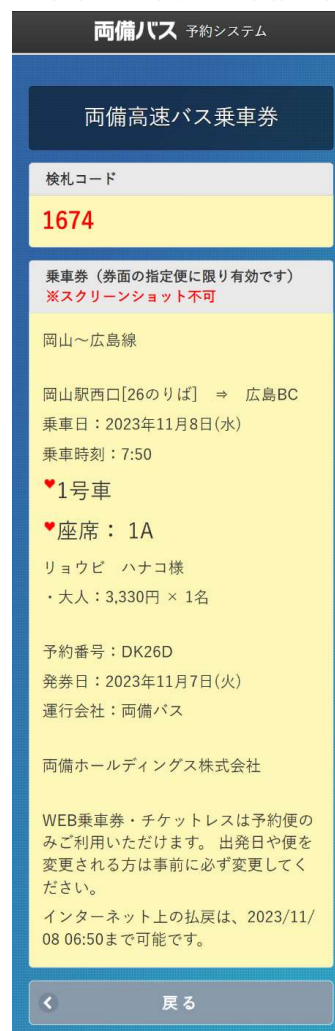 両備バス 予約システム
両備高速バス乗車券
検札コード
1674
乗車券（券面の指定便に限り有効です）
※スクリーンショット不可
岡山～広島線
岡山駅西口[26のりば] ⇒ 広島BC
乗車日：2023年11月8日(水)
乗車時刻：7:50
♥1号車
♥座席： 1A
リョウビ ハナコ様
・大人：3,330円 × 1名
予約番号：DK26D
発券日：2023年11月7日(火)
運行会社：両備バス
両備ホールディングス株式会社
WEB乗車券・チケットレスは予約便の
みご利用いただけます。 出発日や便を
変更される方は事前に必ず変更してく
ださい。
インターネット上の払戻は、2023/11/
08 06:50まで可能です。
戻る